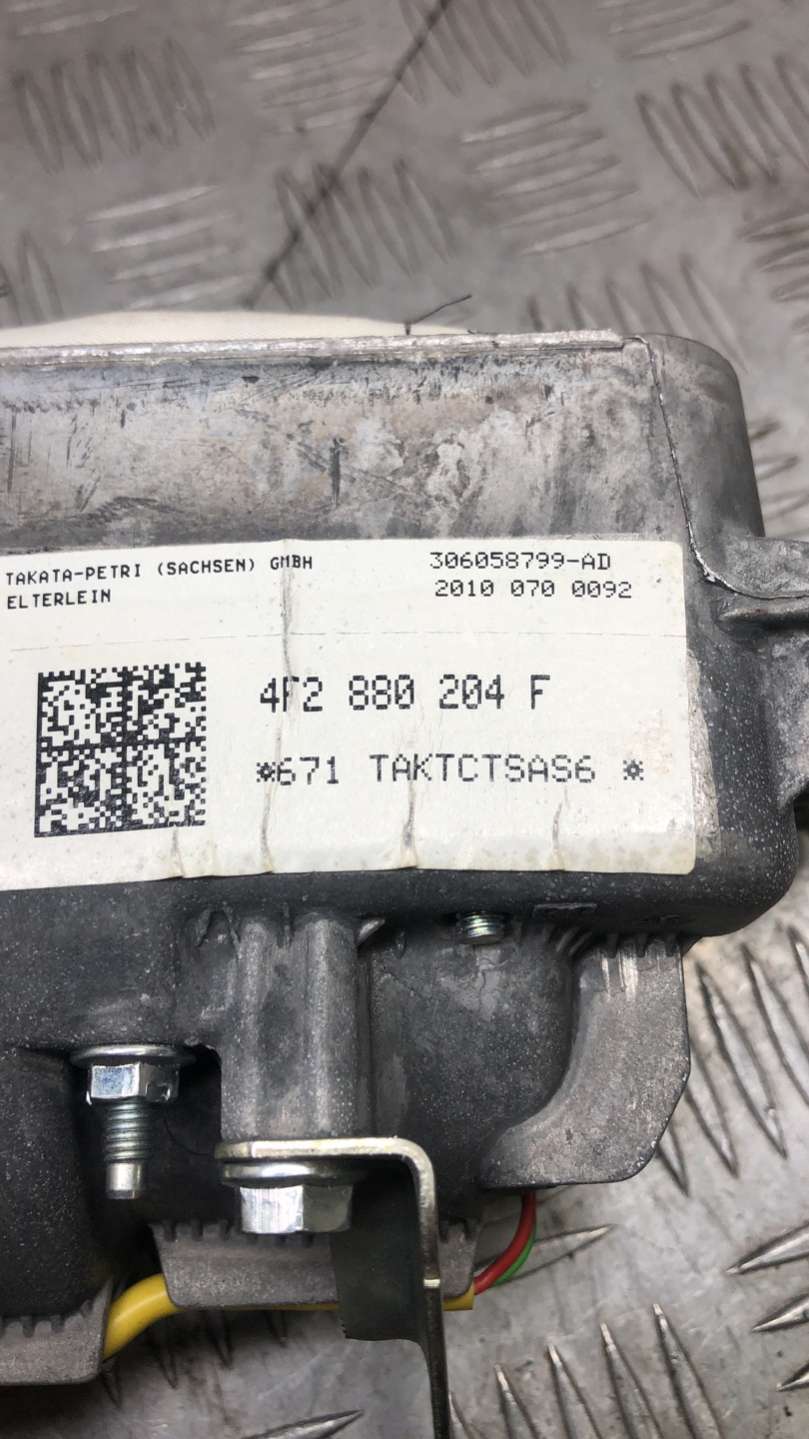 TAKATA-PETRI (SACHSEN) GMBH
ELTERLEIN
306058799-AD
2010 070 0092
4F2 880 204 F
*671 TAKTCTSAS6 *